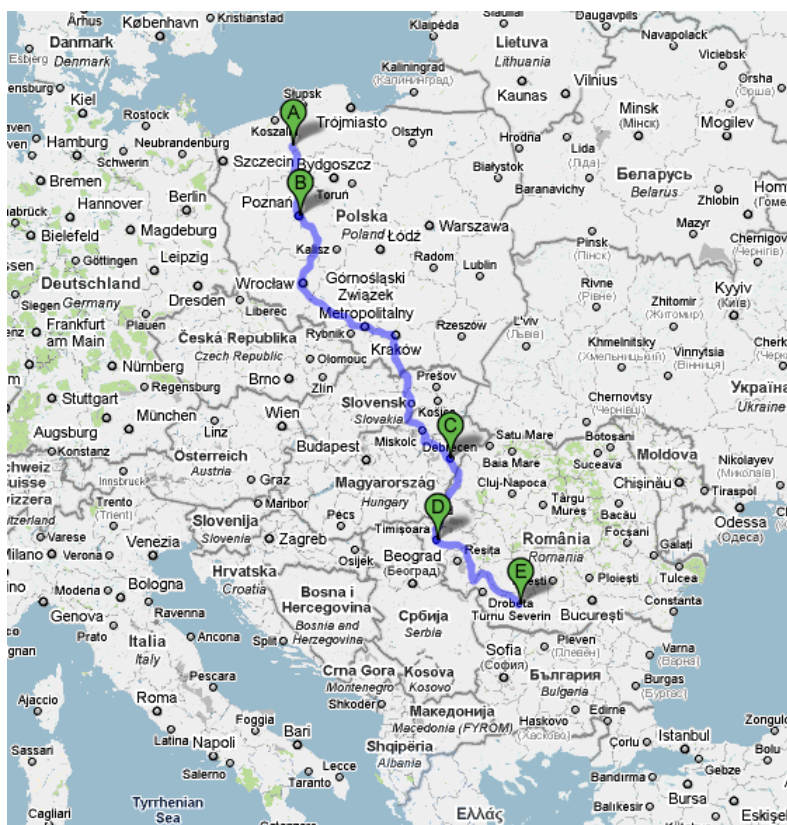 Århus
København
Kristianstad
Klaipėda
Šiauliai
Daugavpils
Navapolack
Danmark
Denmark
Esbjerg
Lietuva
Lithuania
Viciebsk
Kaliningrad
(Калининград)
Kaunas
Vilnius
Orsha
(Орша)
Flensburg
Kiel
Rostock
Słupsk
A
Koszalin
Trójmiasto
Minsk
(Мінск)
Mogilev
Hamburg
Neubrandenburg
Schwerin
Szczecin
Bydgoszcz
Olsztyn
Hrodna
Lida
(Ліда)
Беларусь
Belarus
Bremen
Białystok
Baranavichy
B
Toruń
Berlin
Poznań
Hannover
Magdeburg
Bielefeld
Polska
Poland
Warszawa
Zhlobin
Mazyr
Kalisz
Łódź
Radom
Lublin
Pinsk
(Пінск)
Chernigov
Göttingen
Leipzig
Deutschland
Germany
Siegen
Dresden
Wrocław
Górnośląski
Związek
Metropolitalny
Liberec
Rivne
(Рівне)
Zhitomir
(Житомир)
Kyyiv
(Київ)
Frankfurt
am Main
Plauen
Česká Republika
Czech Republic
Rybnik
Kraków
Rzeszów
L'viv
(Львів)
Khmelnitsky
(Хмельницький)
Vinnytsia
(Вінниця)
Olomouc
Nürnberg
Regensburg
Brno
Zlín
Prešov
Slovensko
Slovakia
Košice
Chernovtsy
(Чернівці)
Україна
Ukraine
Stuttgart
München
Augsburg
Konstanz
Linz
Wien
C
Miskolc
Debrecen
Satu Mare
Baia Mare
Botoșani
Suceava
Budapest
Österreich
Austria
Innsbruck
Graz
Magyarország
Hungary
Cluj-Napoca
Moldova
Chișinău
Nikolayev
(Миколаїв)
Târgu
Mureș
Bacău
Tiraspol
Trento
(Trient)
Maribor
Slovenija
Slovenia
Pécs
D
Timișoara
Odessa
(Одеса)
Varese
Milano
Verona
Venezia
Zagreb
Osijek
România
Romania
Focșani
Galați
Beograd
(Београд)
Reșița
E
Ploiești
Tulcea
Hrvatska
Croatia
Modena
Bologna
Ravenna
Bosna i
Hercegovina
Bosnia and
Herzegovina
Србија
Serbia
Drobeta
Turnu Severin
București
Constanta
Genova
Prato
Ancona
Italia
Italy
Split
Sofia
(София)
Pleven
(Плевен)
Varna
(Варна)
България
Bulgaria
Burgas
(Бургас)
Crna Gora
Montenegro
Kosova
Kosovo
Pescara
Shkodër
Ajaccio
Roma
Македонија
Macedonia (FYROM)
Haskovo
(Хасково)
Edirne
Foggia
Latina
Napoli
Bari
Shqipëria
Albania
Çorlu
Istanbul
Zongul
Bolu
Gebze
Sassari
Salerno
Taranto
Lecce
Bandırma
Bursa
Balıkesir
Eskişe
Tyrrhenian
Sea
Cagliari
Ελλάς